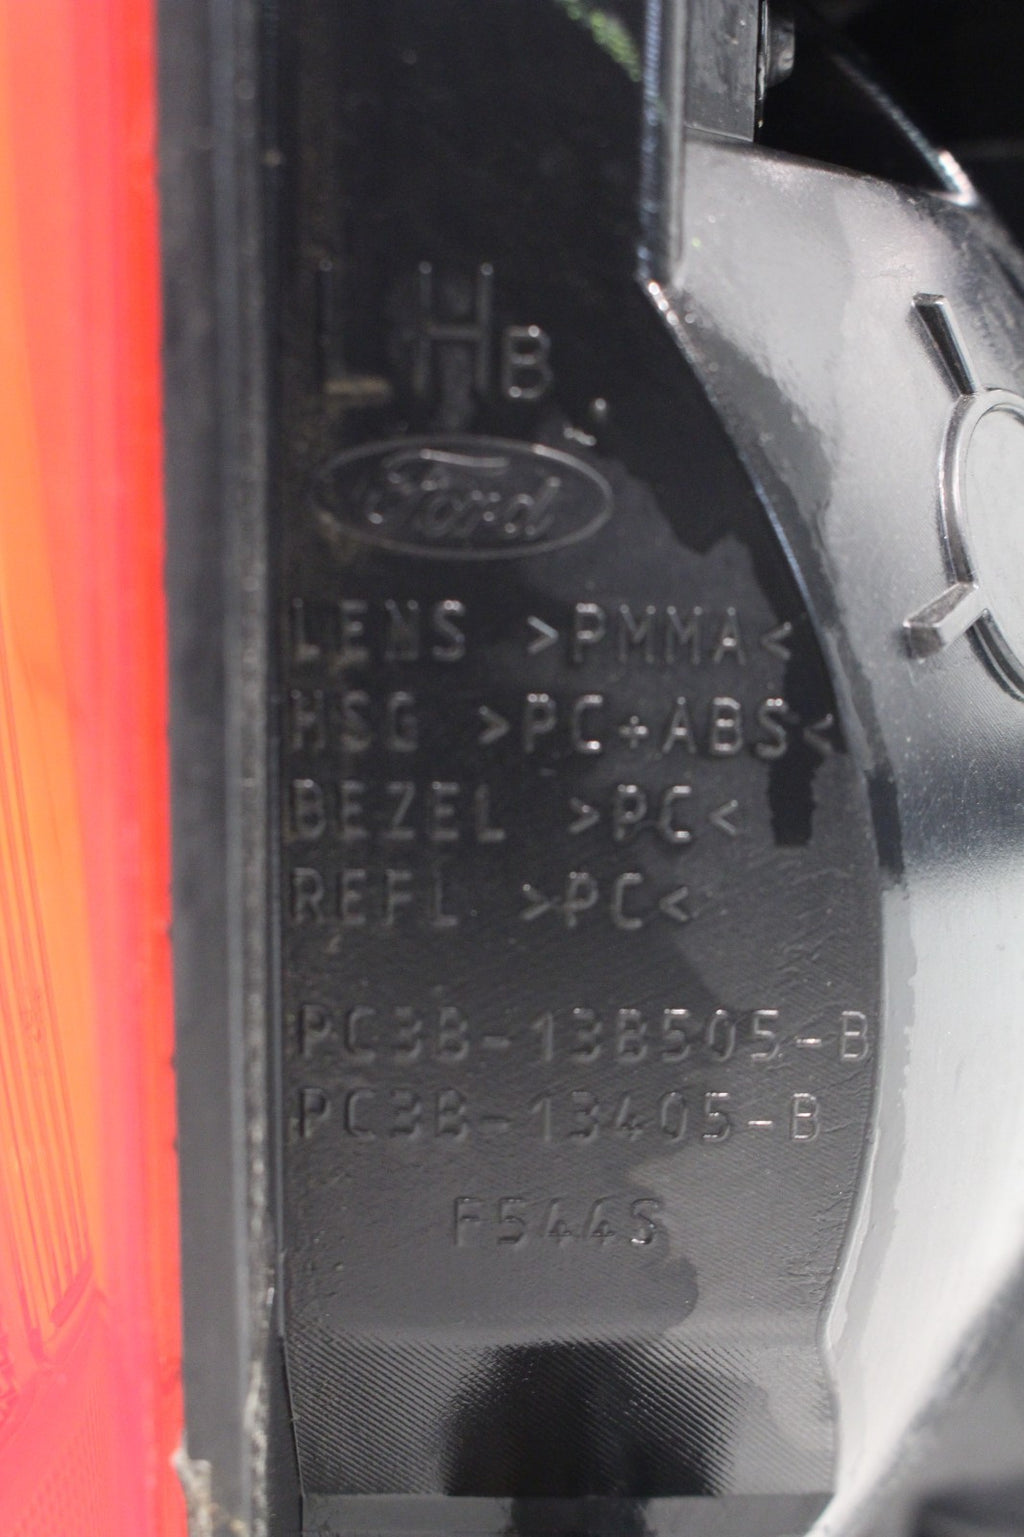 LHB
Ford
LENS >PMMA<
HSG >PC+ABS<
BEZEL >PC<
REFL >PC<
PC3B-13B505-B
PC3B-13405-B
F544S